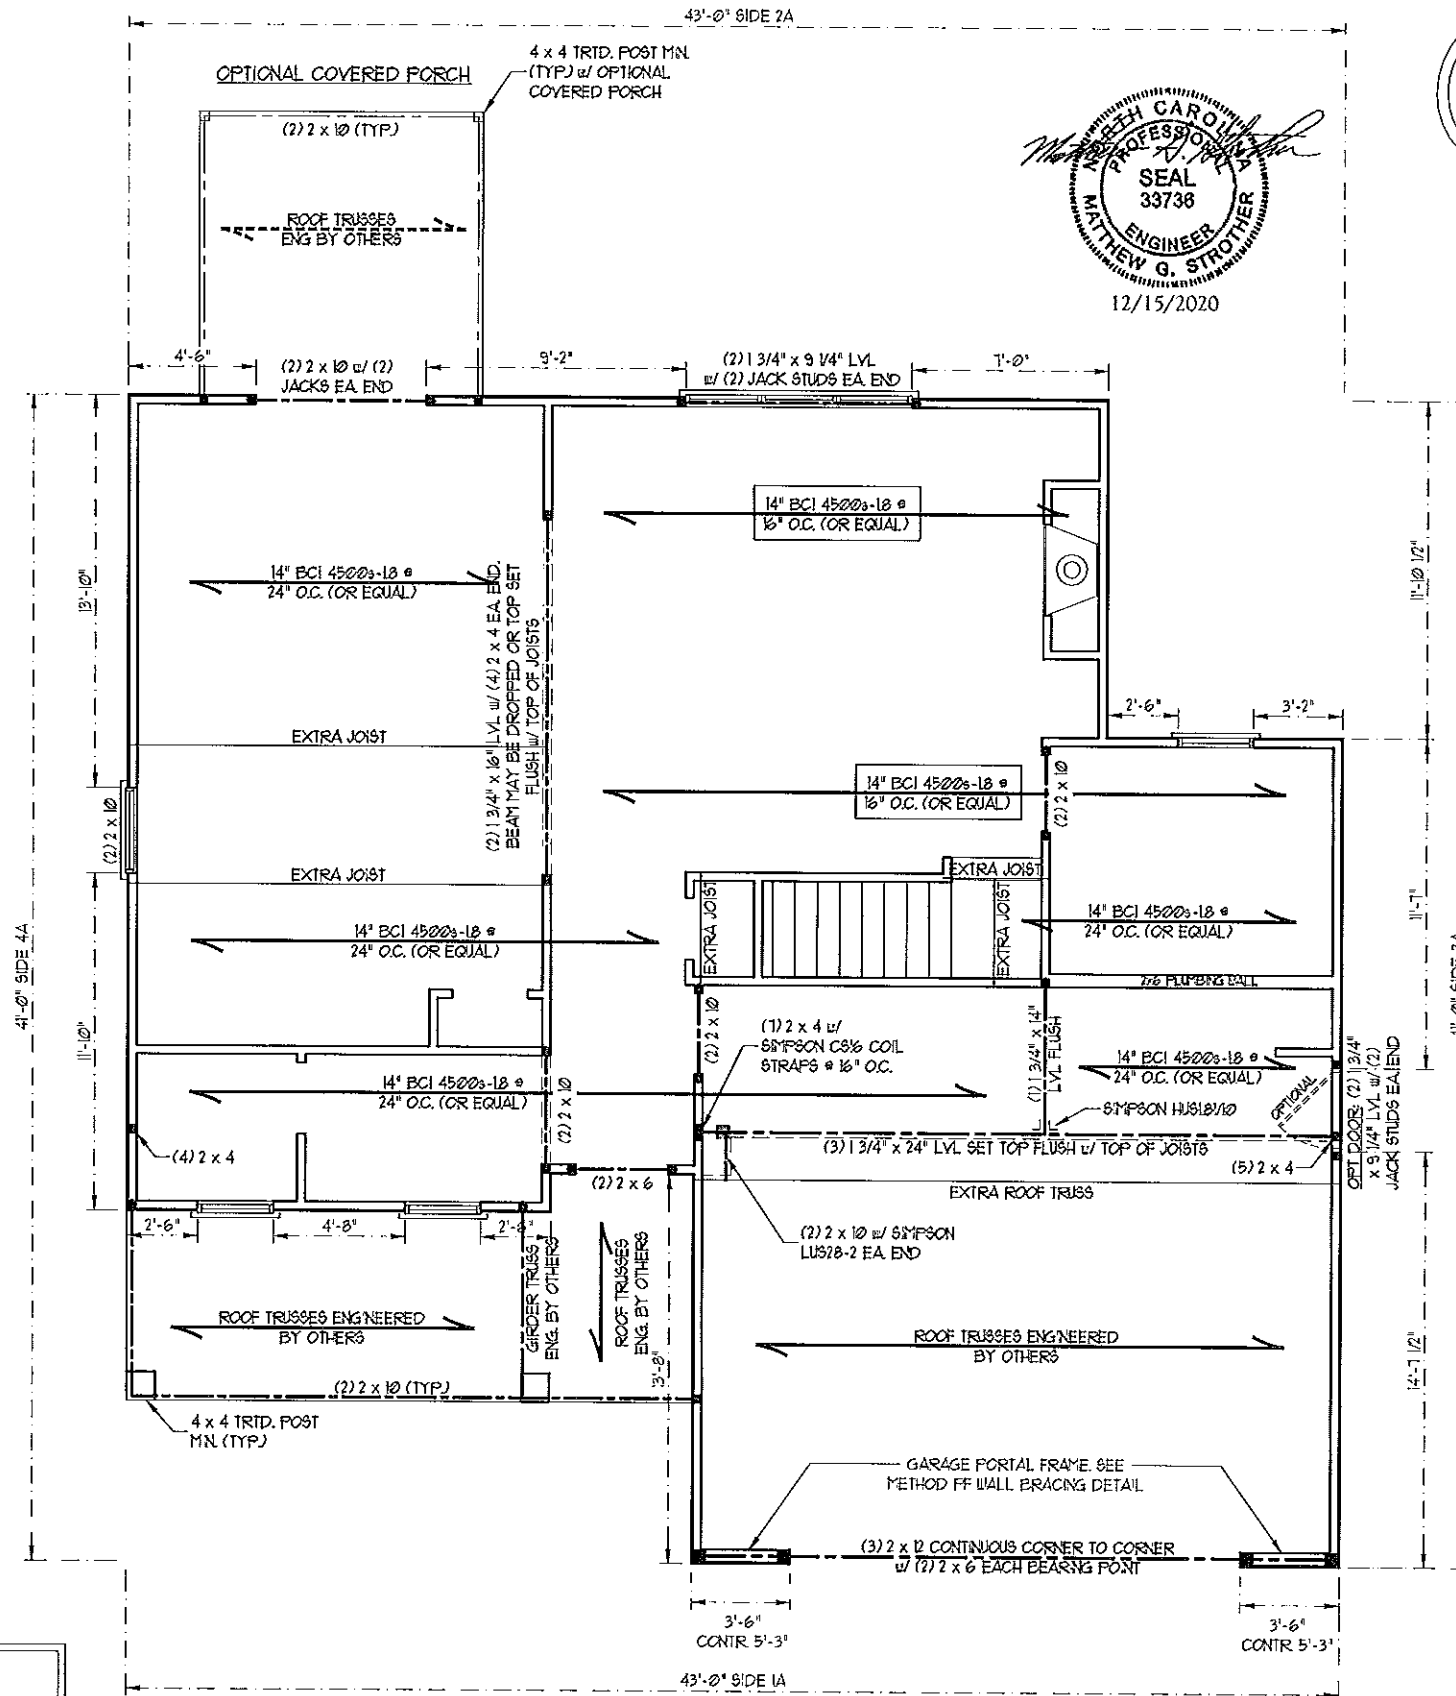 43'-0" SIDE 2A
OPTIONAL COVERED PORCH
4 x 4 TRTD. POST MIN.
(TYP.) w/ OPTIONAL
COVERED PORCH
(2) 2 x 10 (TYP.)
ROOF TRUSSES
ENG BY OTHERS
NORTH CAROLINA
PROFESSIONAL
SEAL
33736
ENGINEER
MATTHEW G. STROTHER
12/15/2020
4'-6"
(2) 2 x 10 w/ (2)
JACKS EA. END
9'-2"
(2) 1 3/4" x 9 1/4" LVL
w/ (2) JACK STUDS EA. END
7'-0"
14" BCI 4500s-1.8 @
16" O.C. (OR EQUAL)
14" BCI 4500s-1.8 @
24" O.C. (OR EQUAL)
(2) 1 3/4" x 16" LVL w/ (4) 2 x 4 EA. END.
BEAM MAY BE DROPPED OR TOP SET
FLUSH w/ TOP OF JOISTS
13'-10"
11'-10 1/2"
EXTRA JOIST
2'-6"
3'-2"
(2) 2 x 10
14" BCI 4500s-1.8 @
16" O.C. (OR EQUAL)
(2) 2 x 10
EXTRA JOIST
EXTRA JOIST
EXTRA JOIST
EXTRA JOIST
14" BCI 4500s-1.8 @
24" O.C. (OR EQUAL)
14" BCI 4500s-1.8 @
24" O.C. (OR EQUAL)
11'-7"
41'-0" SIDE 4A
2x6 PLUMBING WALL
11'-10"
(2) 2 x 10
(7) 2 x 4 w/
SIMPSON CS16 COIL
STRAPS @ 16" O.C.
(1) 1 3/4" x 14"
LVL FLUSH
14" BCI 4500s-1.8 @
24" O.C. (OR EQUAL)
14" BCI 4500s-1.8 @
24" O.C. (OR EQUAL)
OPTIONAL
SIMPSON HUS1.81/10
(2) 2 x 10
OPT DOOR: (2) 1 3/4"
x 9 1/4" LVL w/ (2)
JACK STUDS EA. END
(4) 2 x 4
(3) 1 3/4" x 24" LVL SET TOP FLUSH w/ TOP OF JOISTS
(5) 2 x 4
(2) 2 x 6
EXTRA ROOF TRUSS
2'-6"
4'-8"
(2) 2 x 10 w/ SIMPSON
LUS28-2 EA. END
GIRDER TRUSS
ENG. BY OTHERS
ROOF TRUSSES
ENG. BY OTHERS
ROOF TRUSSES ENGINEERED
BY OTHERS
ROOF TRUSSES ENGINEERED
BY OTHERS
13'-8"
14'-7 1/2"
(2) 2 x 10 (TYP.)
4 x 4 TRTD. POST
MIN. (TYP.)
GARAGE PORTAL FRAME. SEE
METHOD PF WALL BRACING DETAIL
(3) 2 x 12 CONTINUOUS CORNER TO CORNER
w/ (2) 2 x 6 EACH BEARING POINT
3'-6"
CONTR. 5'-3"
3'-6"
CONTR. 5'-3"
43'-0" SIDE 1A